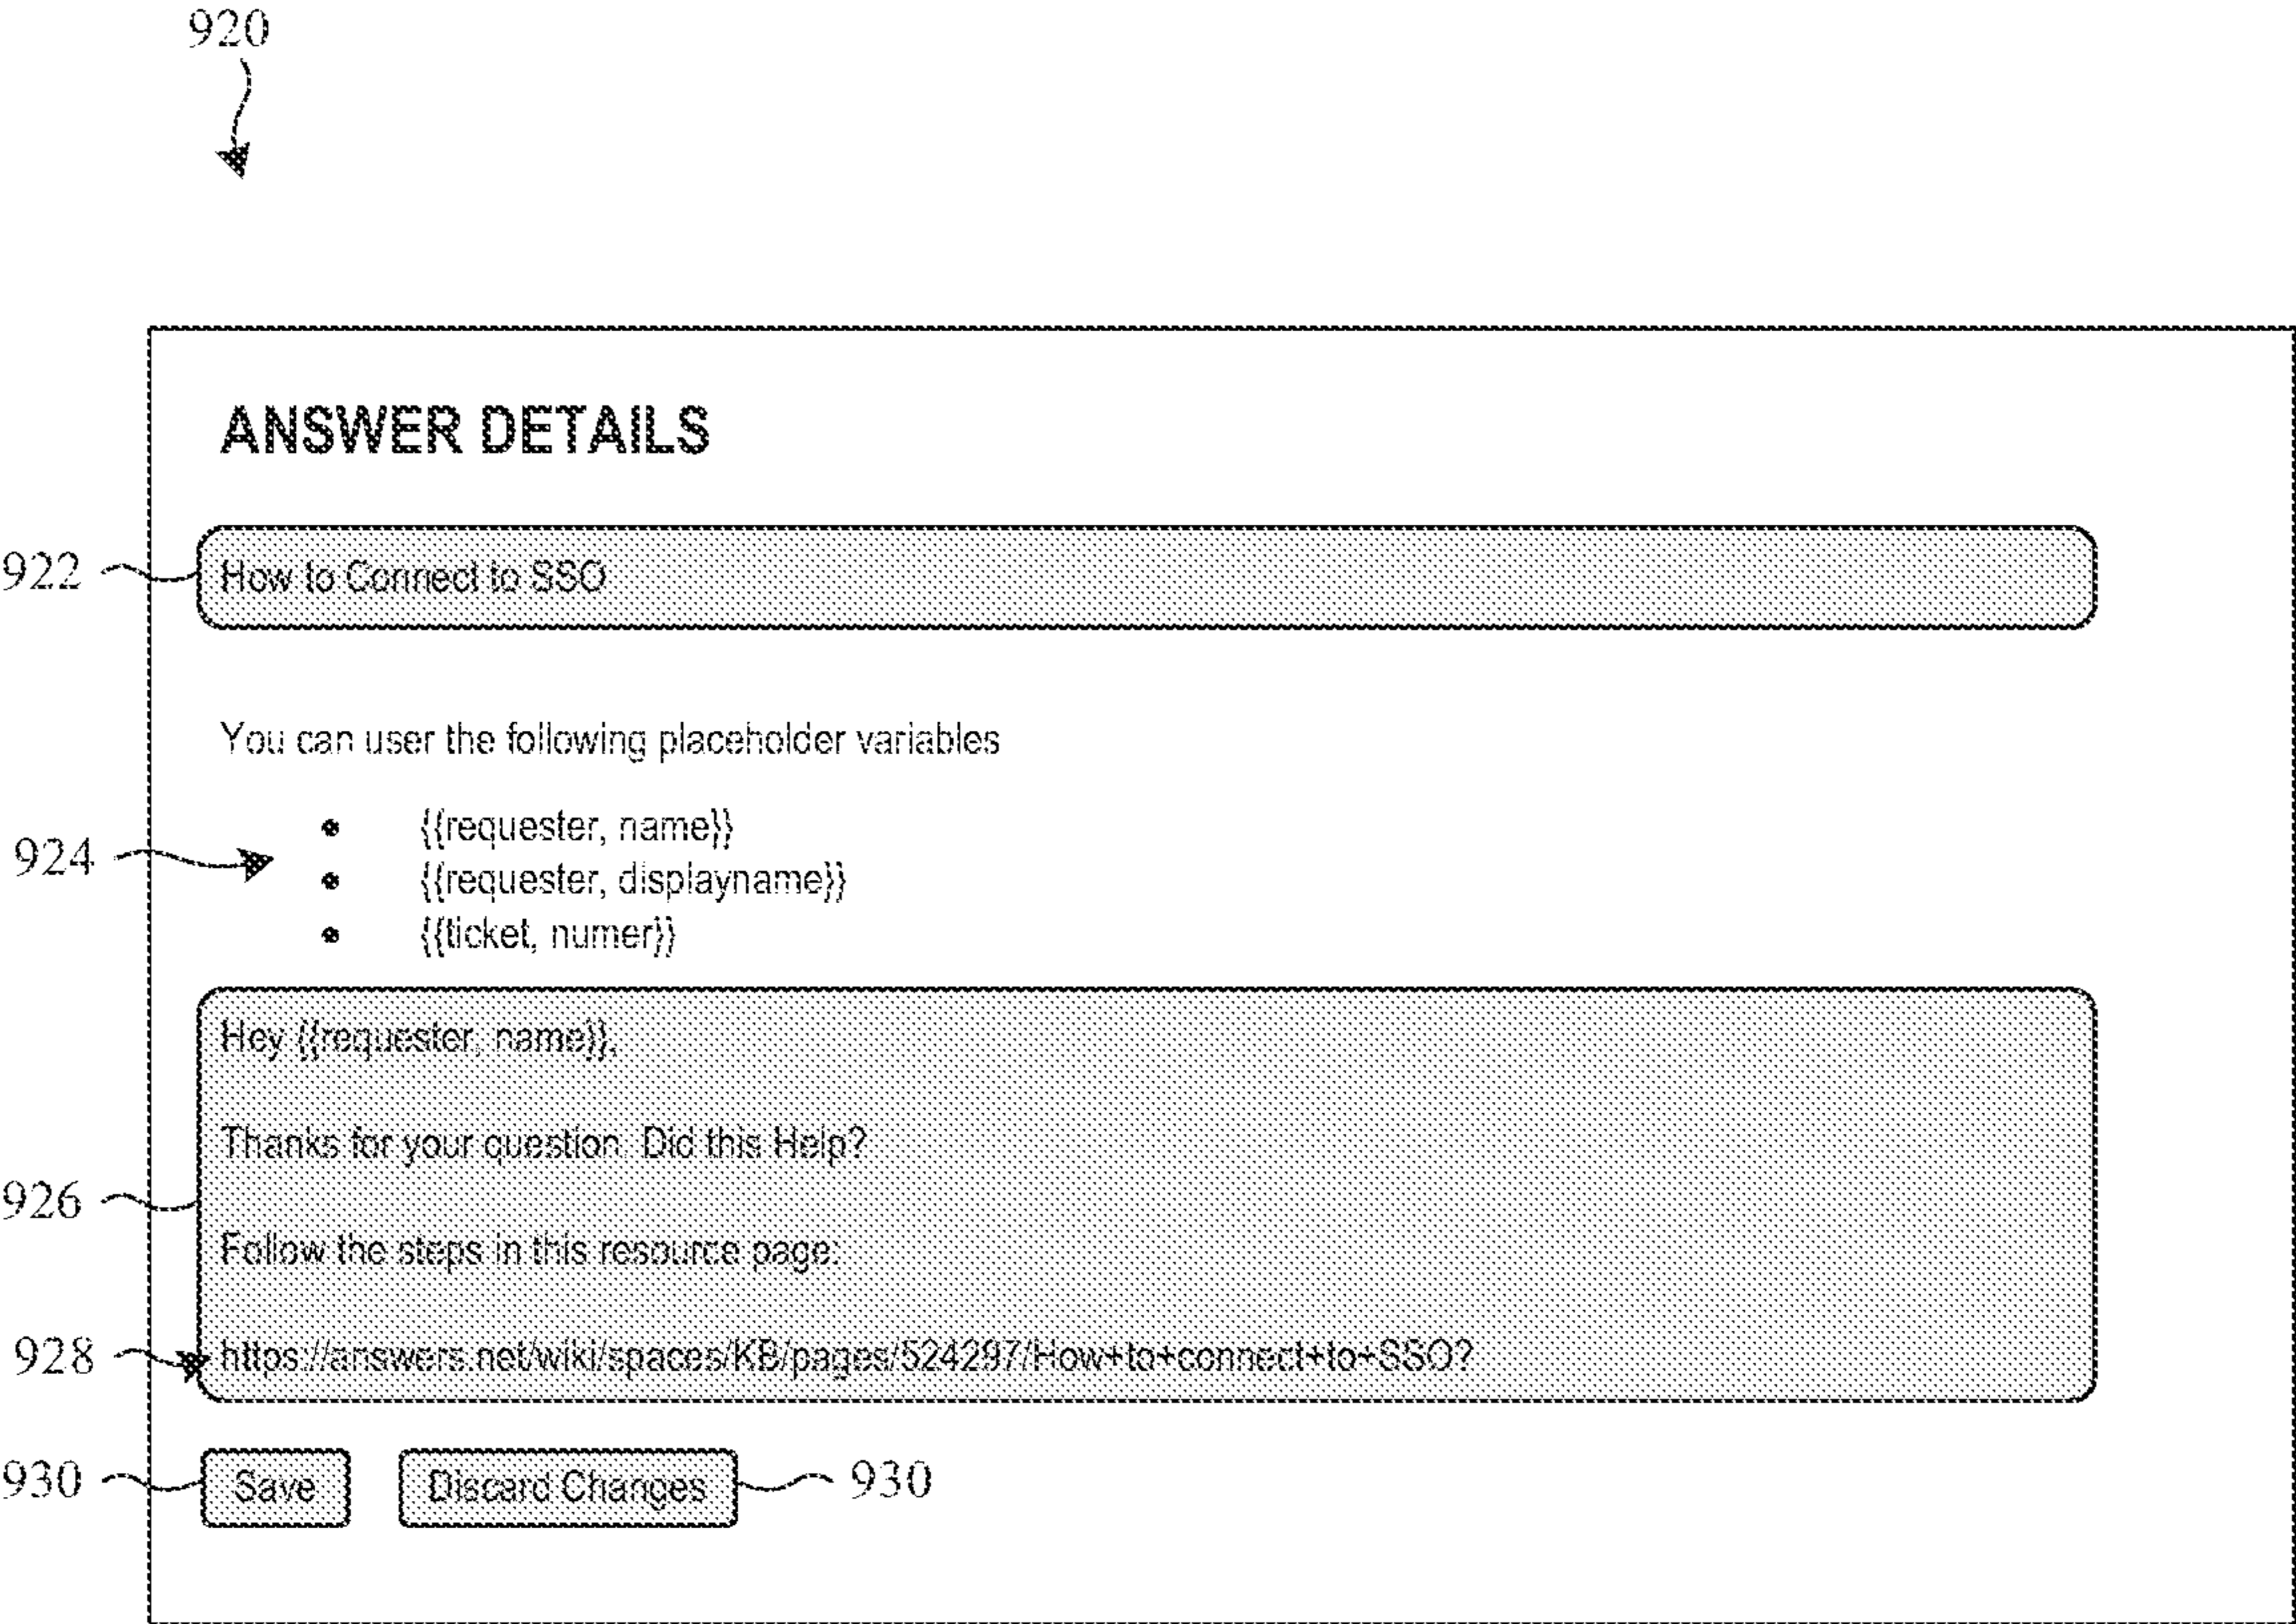 920
ANSWER DETAILS
922 How to Connect to SSO
You can user the following placeholder variables
• {{requester, name}}
924
• {{requester, displayname}}
• {{ticket, numer}}
Hey {{requester, name}},
Thanks for your question. Did this Help?
926
Follow the steps in this resource page:
928 https://answers.net/wiki/spaces/KB/pages/524297/How+to+connect+to+SSO?
930 Save Discard Changes 930